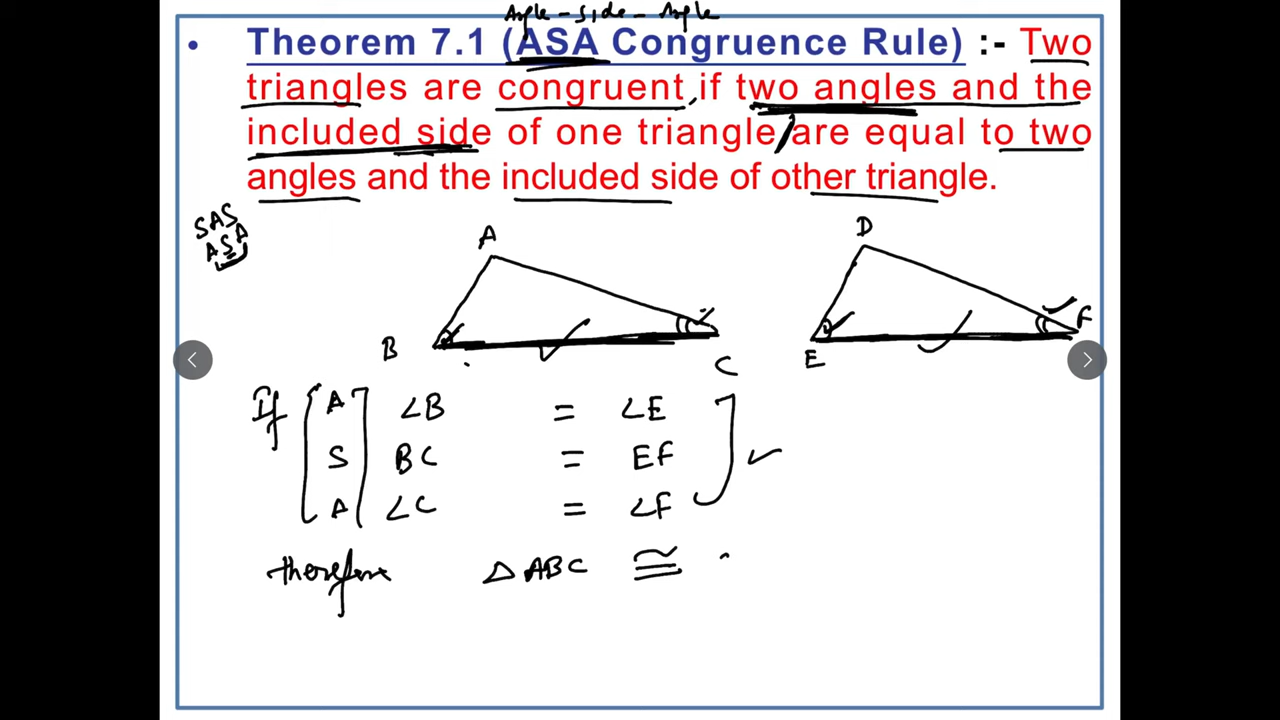 Angle - Side - Angle
• Theorem 7.1 (ASA Congruence Rule) :- Two
triangles are congruent if two angles and the
included side of one triangle are equal to two
angles and the included side of other triangle.
SAS
ASA
A
D
B
C
E
F
If A ∠B = ∠E
S BC = EF
A ∠C = ∠F
therefore △ABC ≅